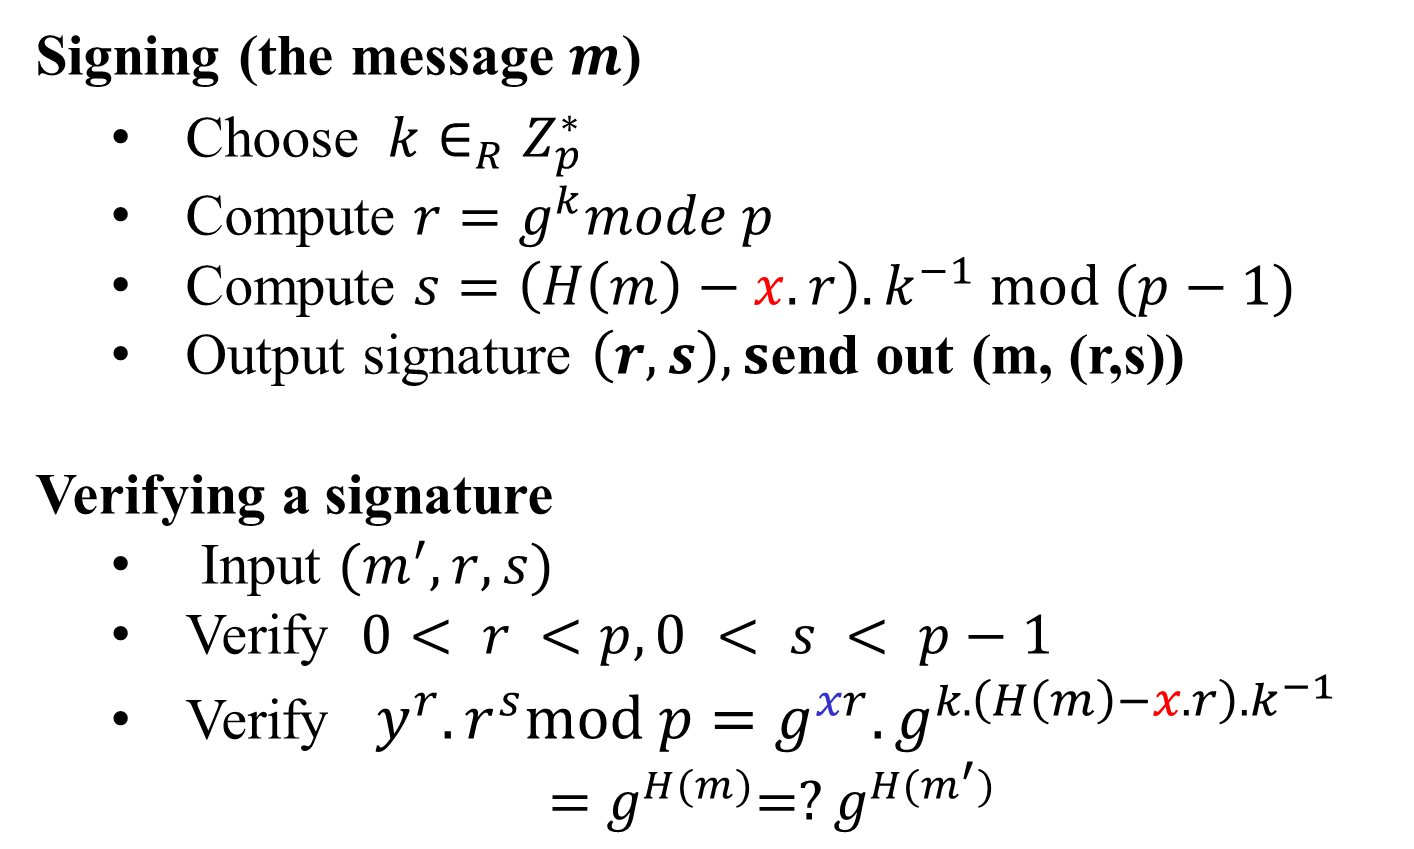 Signing (the message 𝒎)
• Choose k ∈_R Z_p^*
• Compute r = g^k mode p
• Compute s = (H(m) − x.r).k^{−1} mod (p − 1)
• Output signature (𝒓, 𝒔), send out (m, (r,s))
Verifying a signature
• Input (m′, r, s)
• Verify 0 < r < p, 0 < s < p − 1
• Verify y^r.r^s mod p = g^{xr}.g^{k.(H(m)−x.r).k^{−1}}
= g^{H(m)} =? g^{H(m′)}